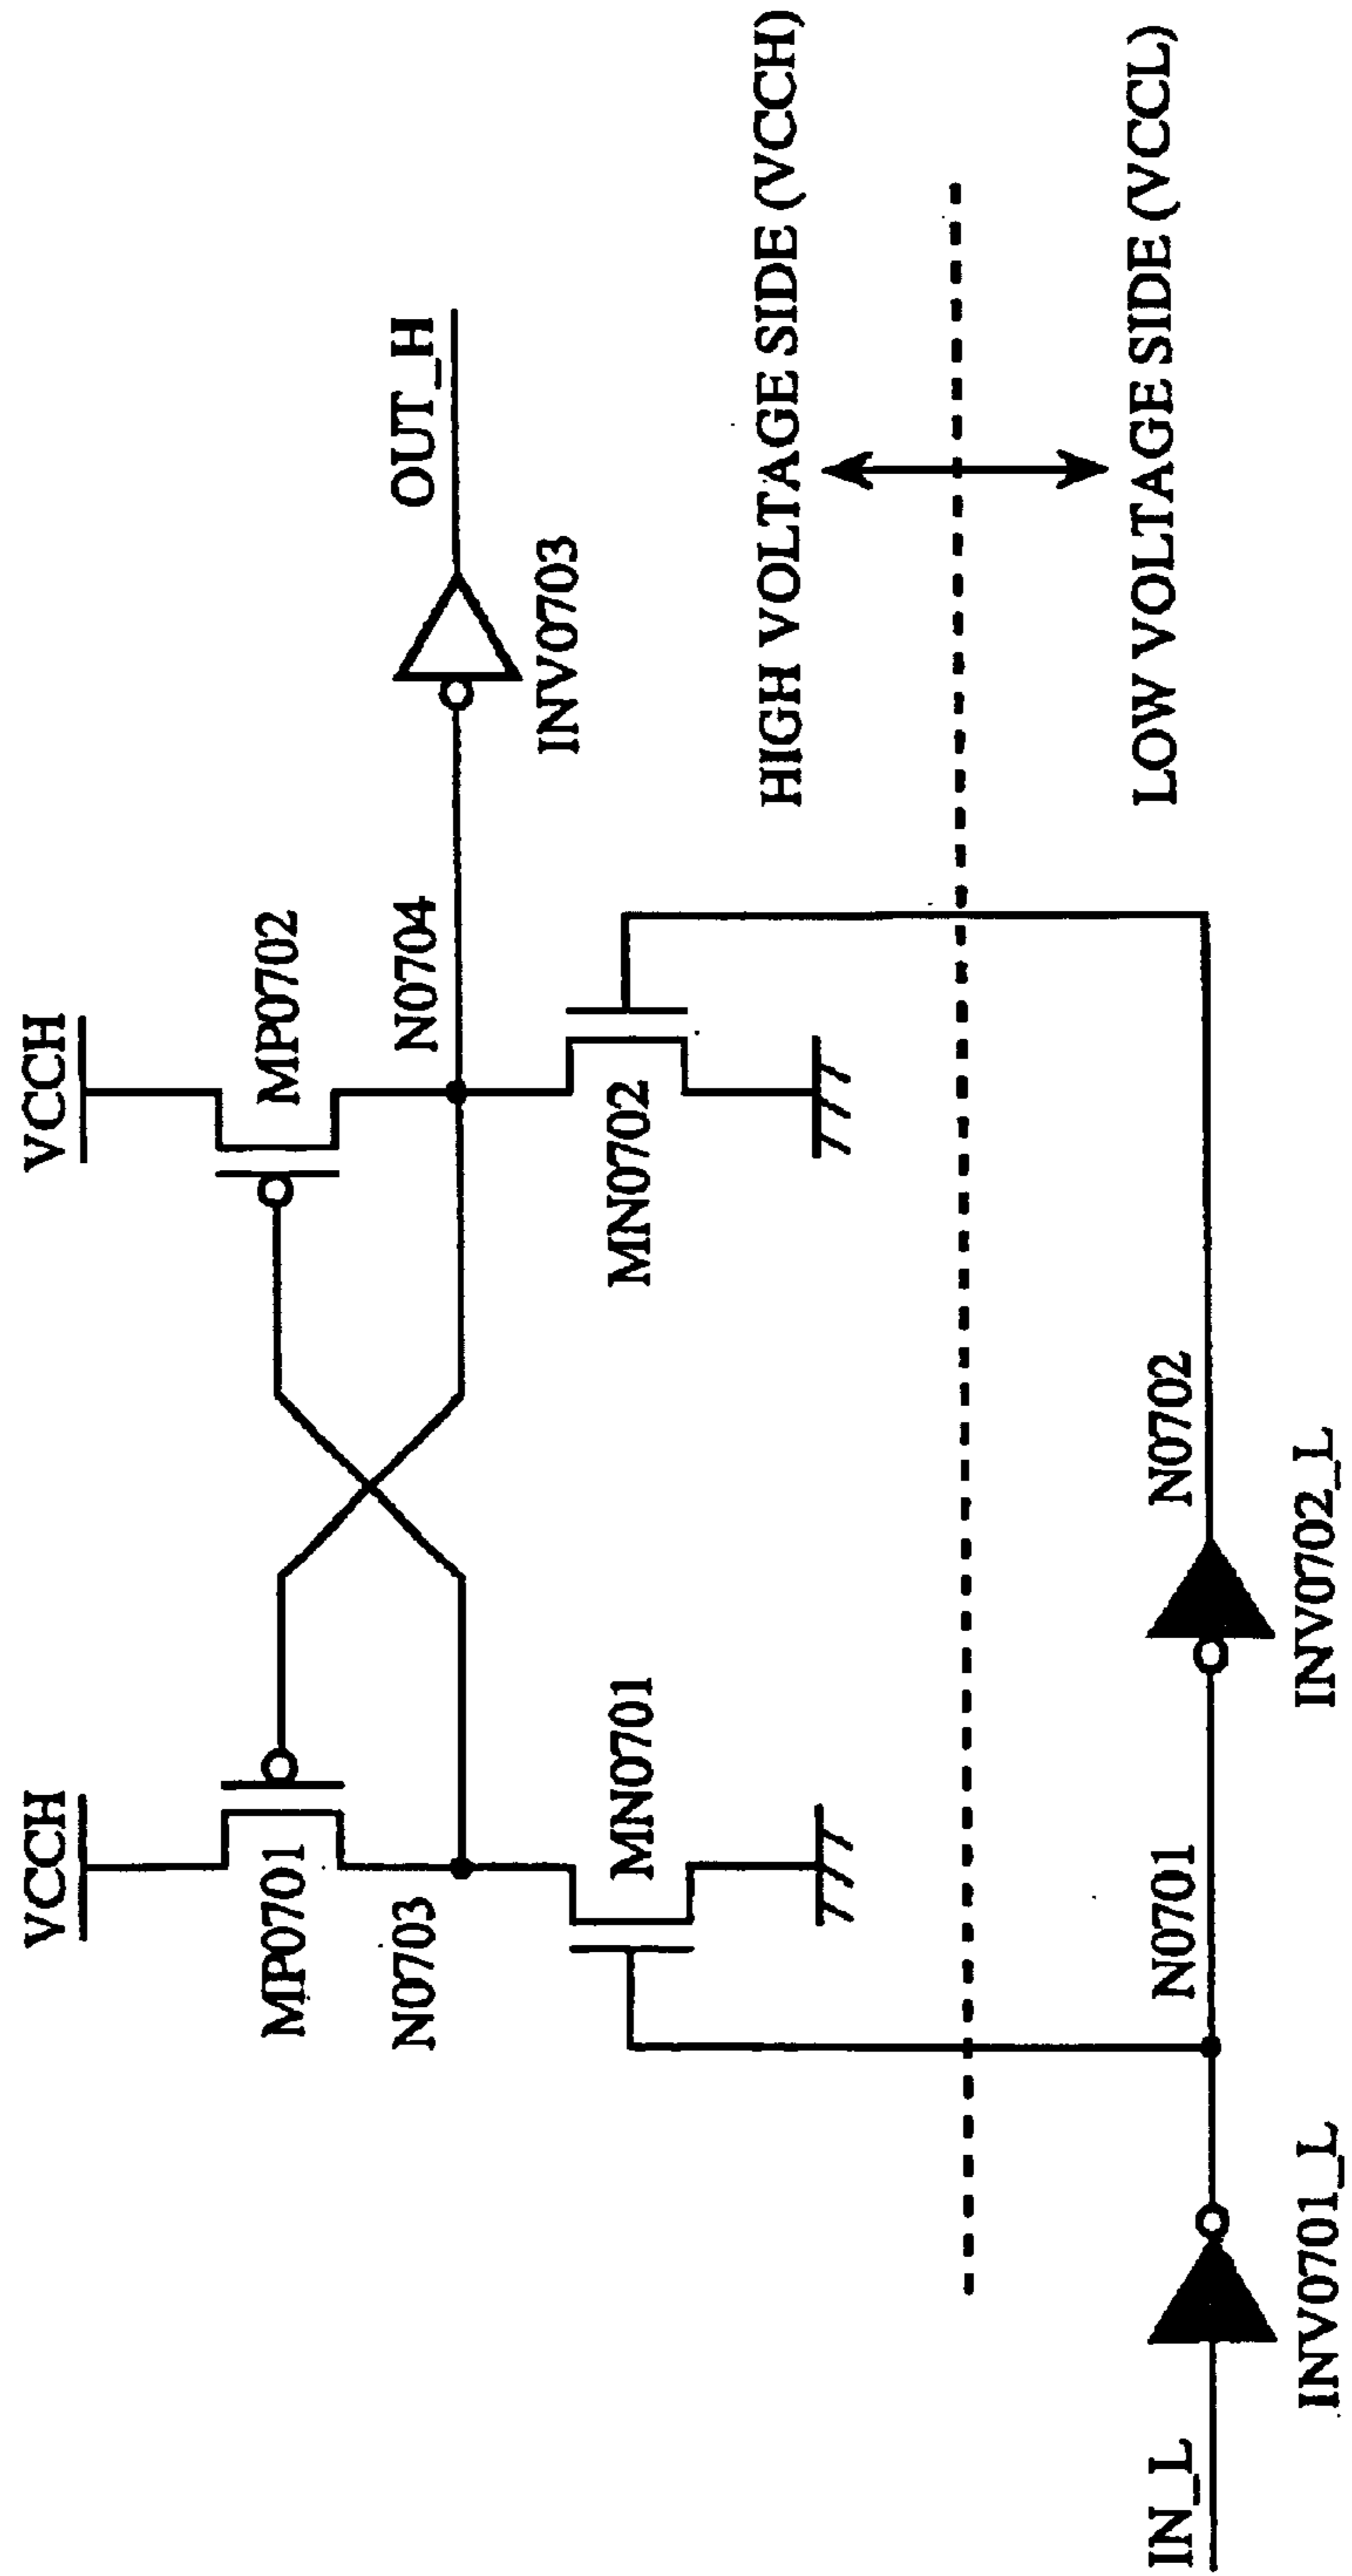 VCCH
VCCH
MP0701
MP0702
N0703
N0704
OUT_H
MN0701
MN0702
INV0703
HIGH VOLTAGE SIDE (VCCH)
LOW VOLTAGE SIDE (VCCL)
IN_L
N0701
N0702
INV0701_L
INV0702_L